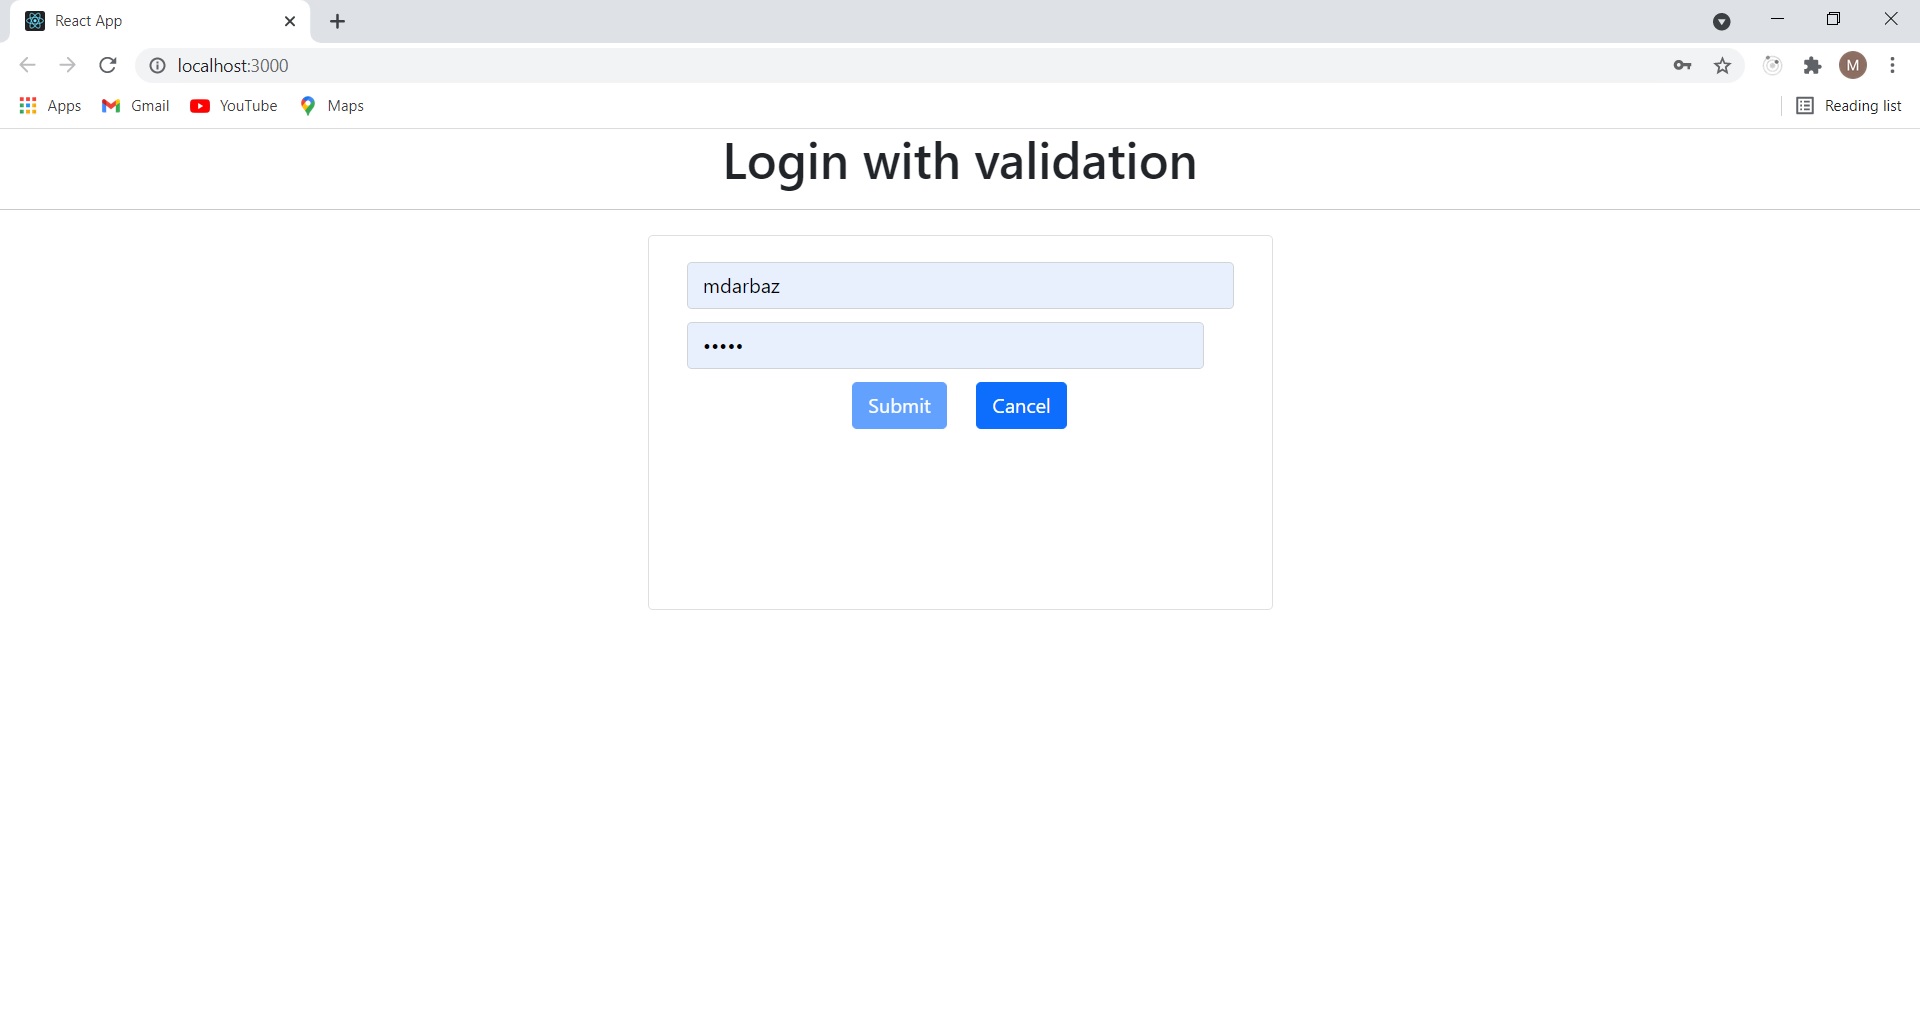 React App
localhost:3000
M
Apps Gmail YouTube Maps Reading list
Login with validation
mdarbaz
•••••
Submit Cancel